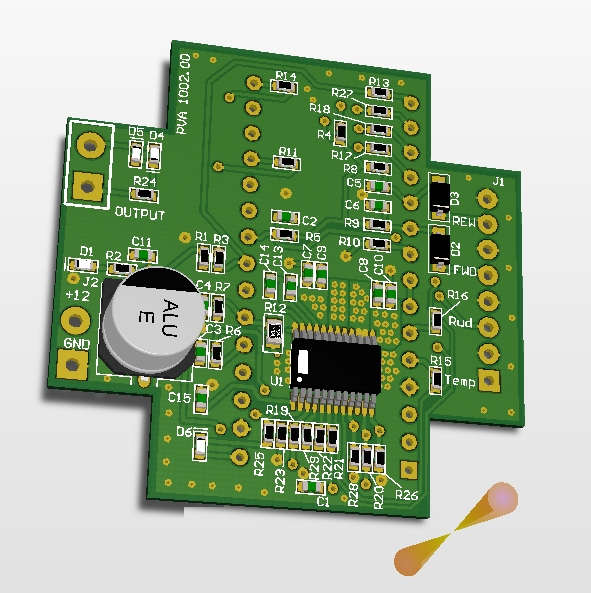 PVA 1002.00
R14
R13
R27
R18
R4
R17
D5
D4
R11
R8
J1
C5
R24
D3
C6
OUTPUT
C2
R9
REW
R6
R10
D2
R1
R3
C11
D1
R2
C14
C13
C7
C9
C8
C10
FWD
J2
+12
C4
R7
R16
R12
Rud
ALU
E
C3
R6
GND
R15
U1
Temp
C15
R19
D6
R25
R23
R29
R22
R21
R28
R20
R26
C1